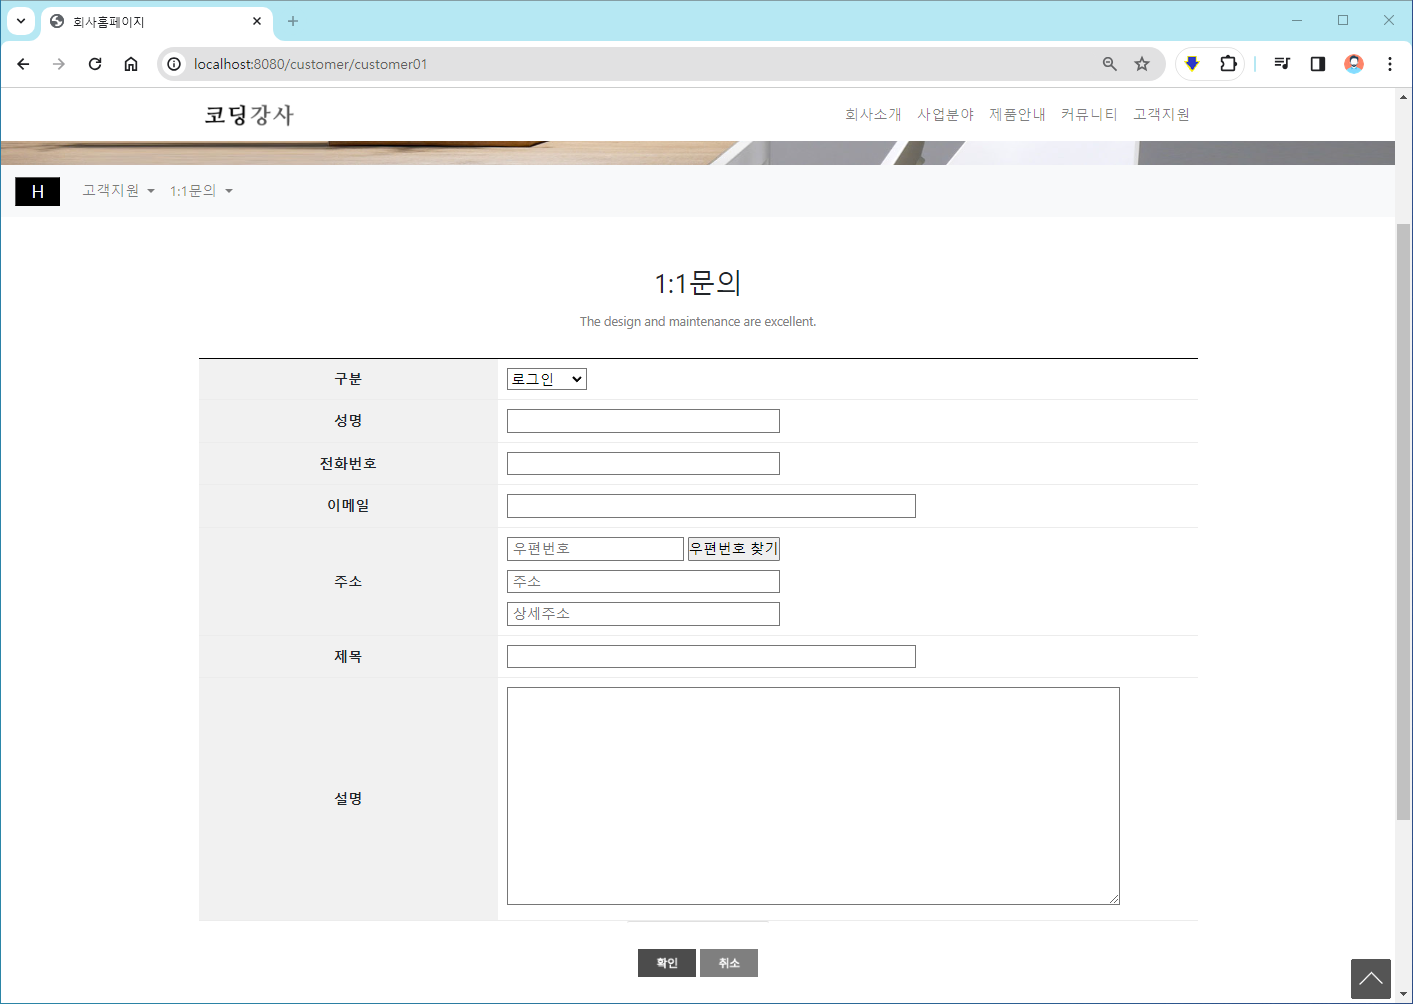 회사홈페이지
localhost:8080/customer/customer01
코딩강사
회사소개 사업분야 제품안내 커뮤니티 고객지원
H 고객지원 1:1문의
1:1문의
The design and maintenance are excellent.
구분 로그인
성명
전화번호
이메일
우편번호 우편번호 찾기
주소 주소
상세주소
제목
설명
확인 취소